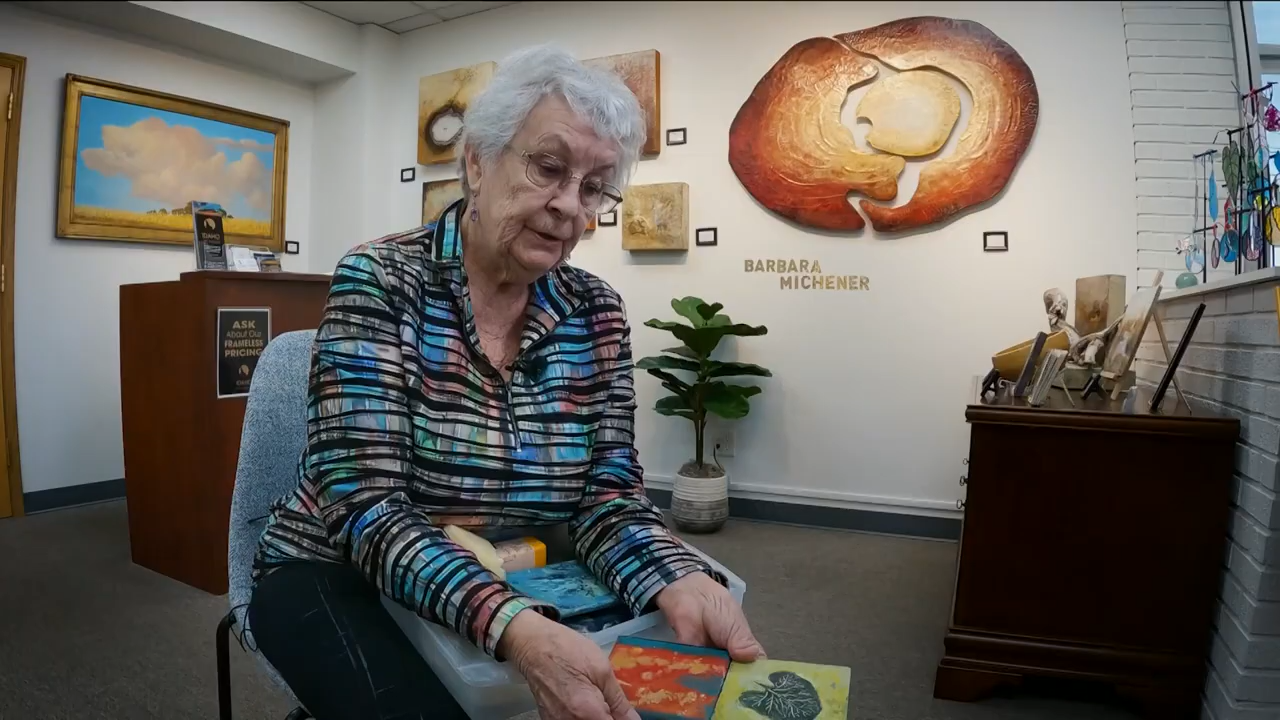 BARBARA
MICHENER
ASK
About Our
FRAMELESS
PRICING